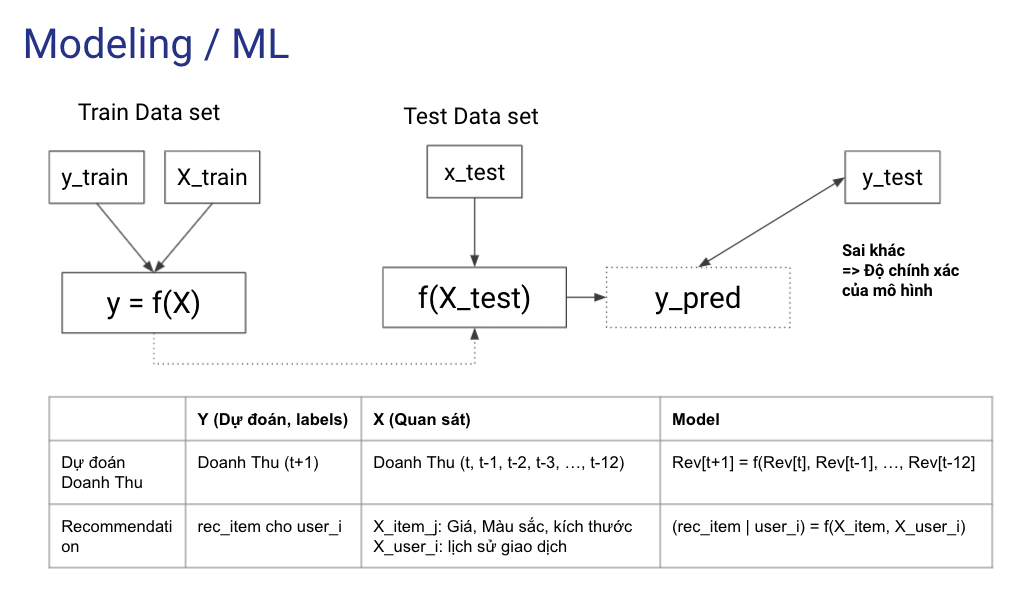 Modeling / ML
Train Data set
Test Data set
y_train
X_train
x_test
y_test
y = f(X)
f(X_test)
y_pred
Sai khác
=> Độ chính xác
của mô hình
Y (Dự đoán, labels)
X (Quan sát)
Model
Dự đoán
Doanh Thu
Doanh Thu (t+1)
Doanh Thu (t, t-1, t-2, t-3, …, t-12)
Rev[t+1] = f(Rev[t], Rev[t-1], …, Rev[t-12]
Recommendati
on
rec_item cho user_i
X_item_j: Giá, Màu sắc, kích thước
X_user_i: lịch sử giao dịch
(rec_item | user_i) = f(X_item, X_user_i)